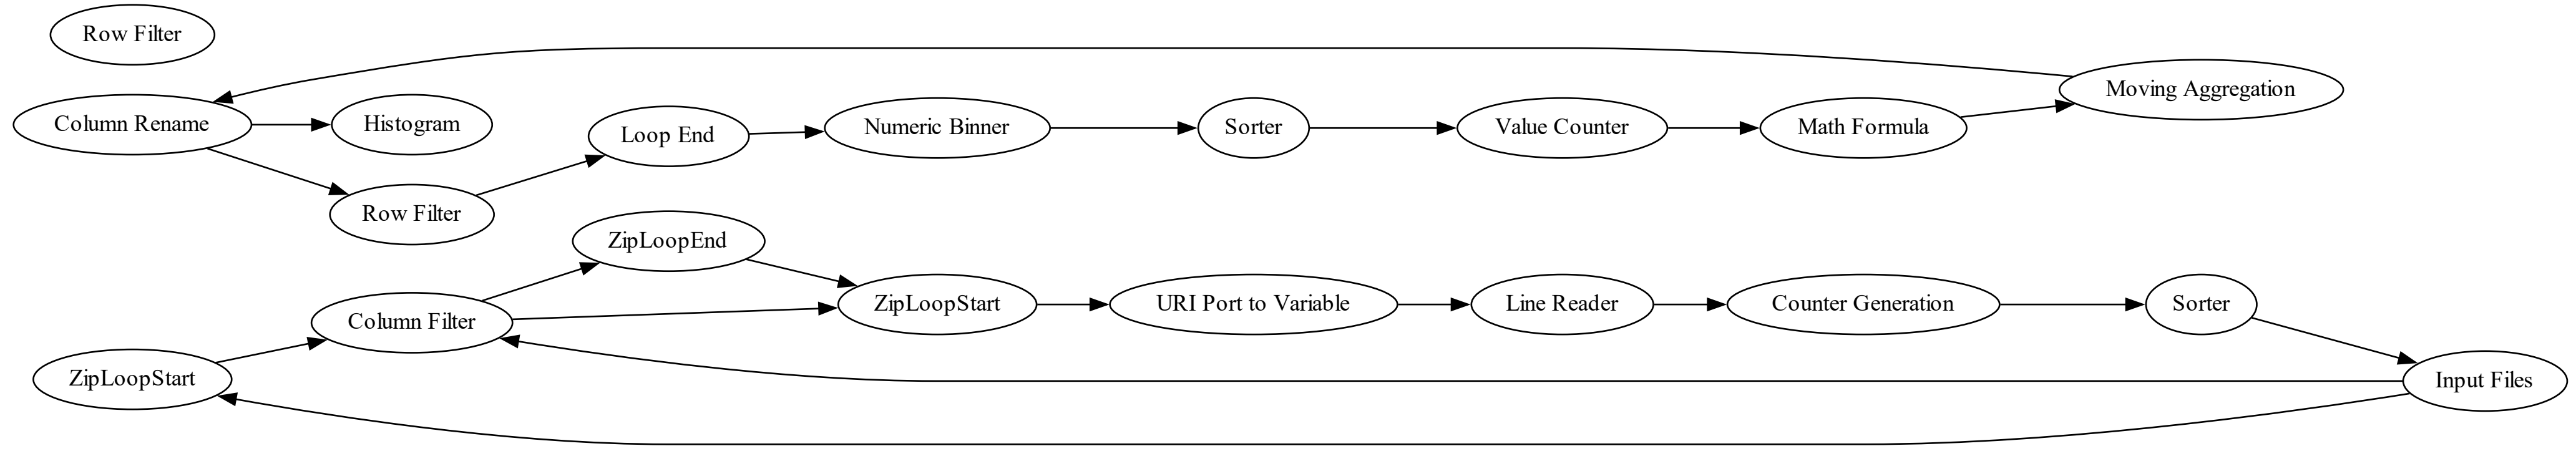 Row Filter
Moving Aggregation
Column Rename
Histogram
Loop End
Numeric Binner
Sorter
Value Counter
Math Formula
Row Filter
ZipLoopEnd
Column Filter
ZipLoopStart
URI Port to Variable
Line Reader
Counter Generation
Sorter
ZipLoopStart
Input Files